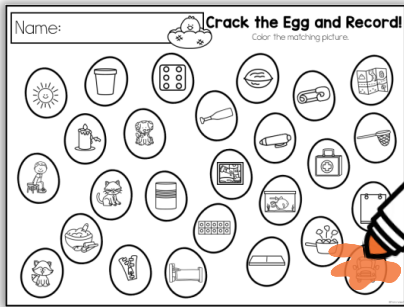 Name:
Crack the Egg and Record!
Color the matching picture.